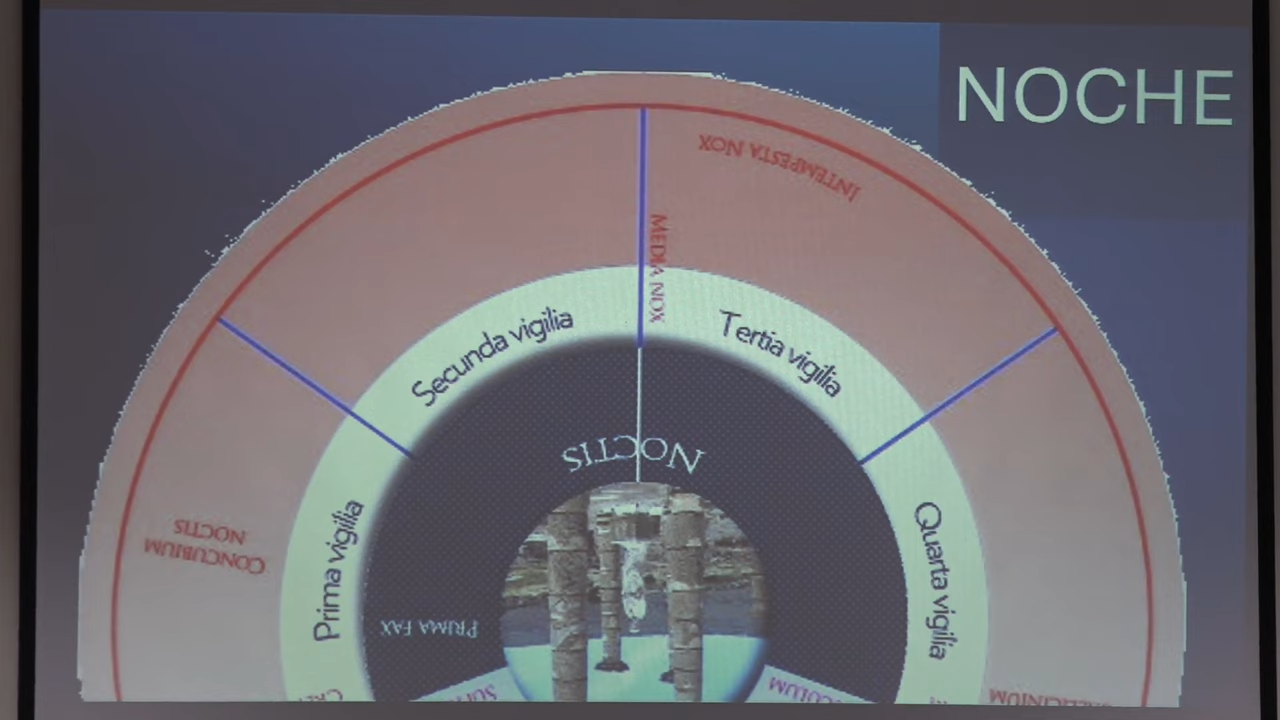 NOCHE
INTEMPESTA NOX
MEDIA NOX
Secunda vigilia
Tertia vigilia
NOCTIS
Prima vigilia
Quarta vigilia
CONCUBIUM
NOCTIS
PRIMA FAX